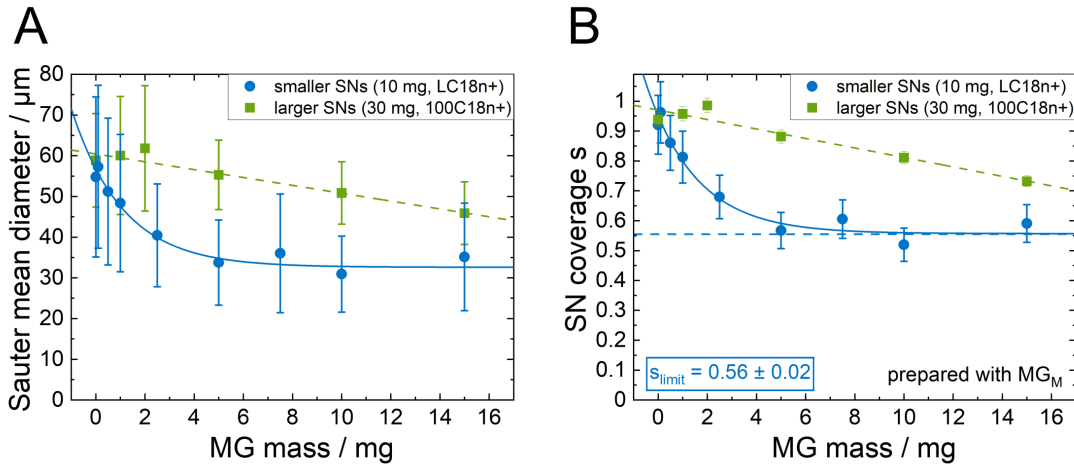 A
smaller SNs (10 mg, LC18n+)
larger SNs (30 mg, 100C18n+)
Sauter mean diameter / µm
80
70
60
50
40
30
20
10
0
0 2 4 6 8 10 12 14 16
MG mass / mg
B
smaller SNs (10 mg, LC18n+)
larger SNs (30 mg, 100C18n+)
SN coverage s
1
0.9
0.8
0.7
0.6
0.5
0.4
0.3
0.2
0.1
0
s_limit = 0.56 ± 0.02
prepared with MG_M
0 2 4 6 8 10 12 14 16
MG mass / mg